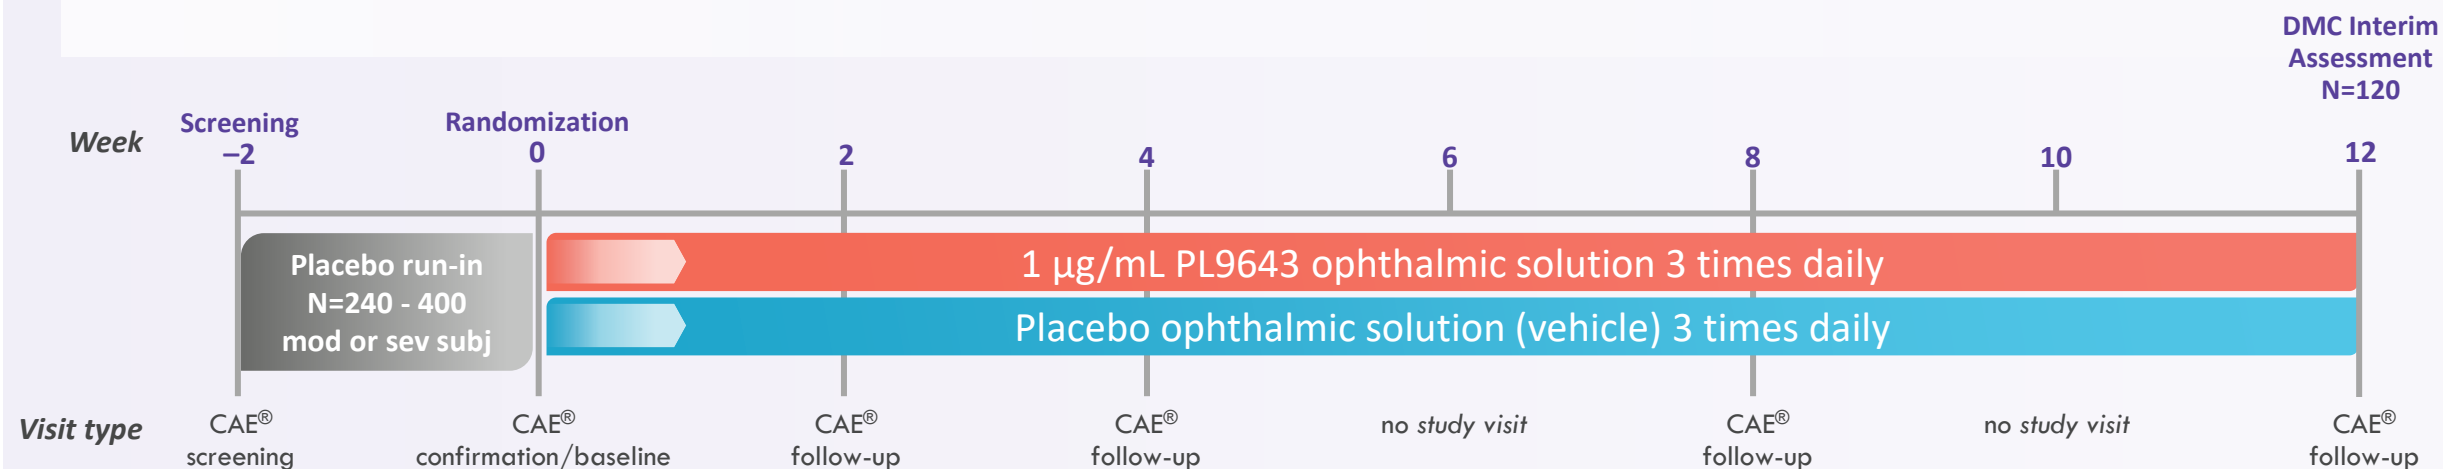 DMC Interim
Assessment
N=120
Screening
Randomization
Week
–2
0
2
4
6
8
10
12
Placebo run-in
N=240 - 400
mod or sev subj
1 µg/mL PL9643 ophthalmic solution 3 times daily
Placebo ophthalmic solution (vehicle) 3 times daily
Visit type
CAE®
screening
CAE®
confirmation/baseline
CAE®
follow-up
CAE®
follow-up
no study visit
CAE®
follow-up
no study visit
CAE®
follow-up